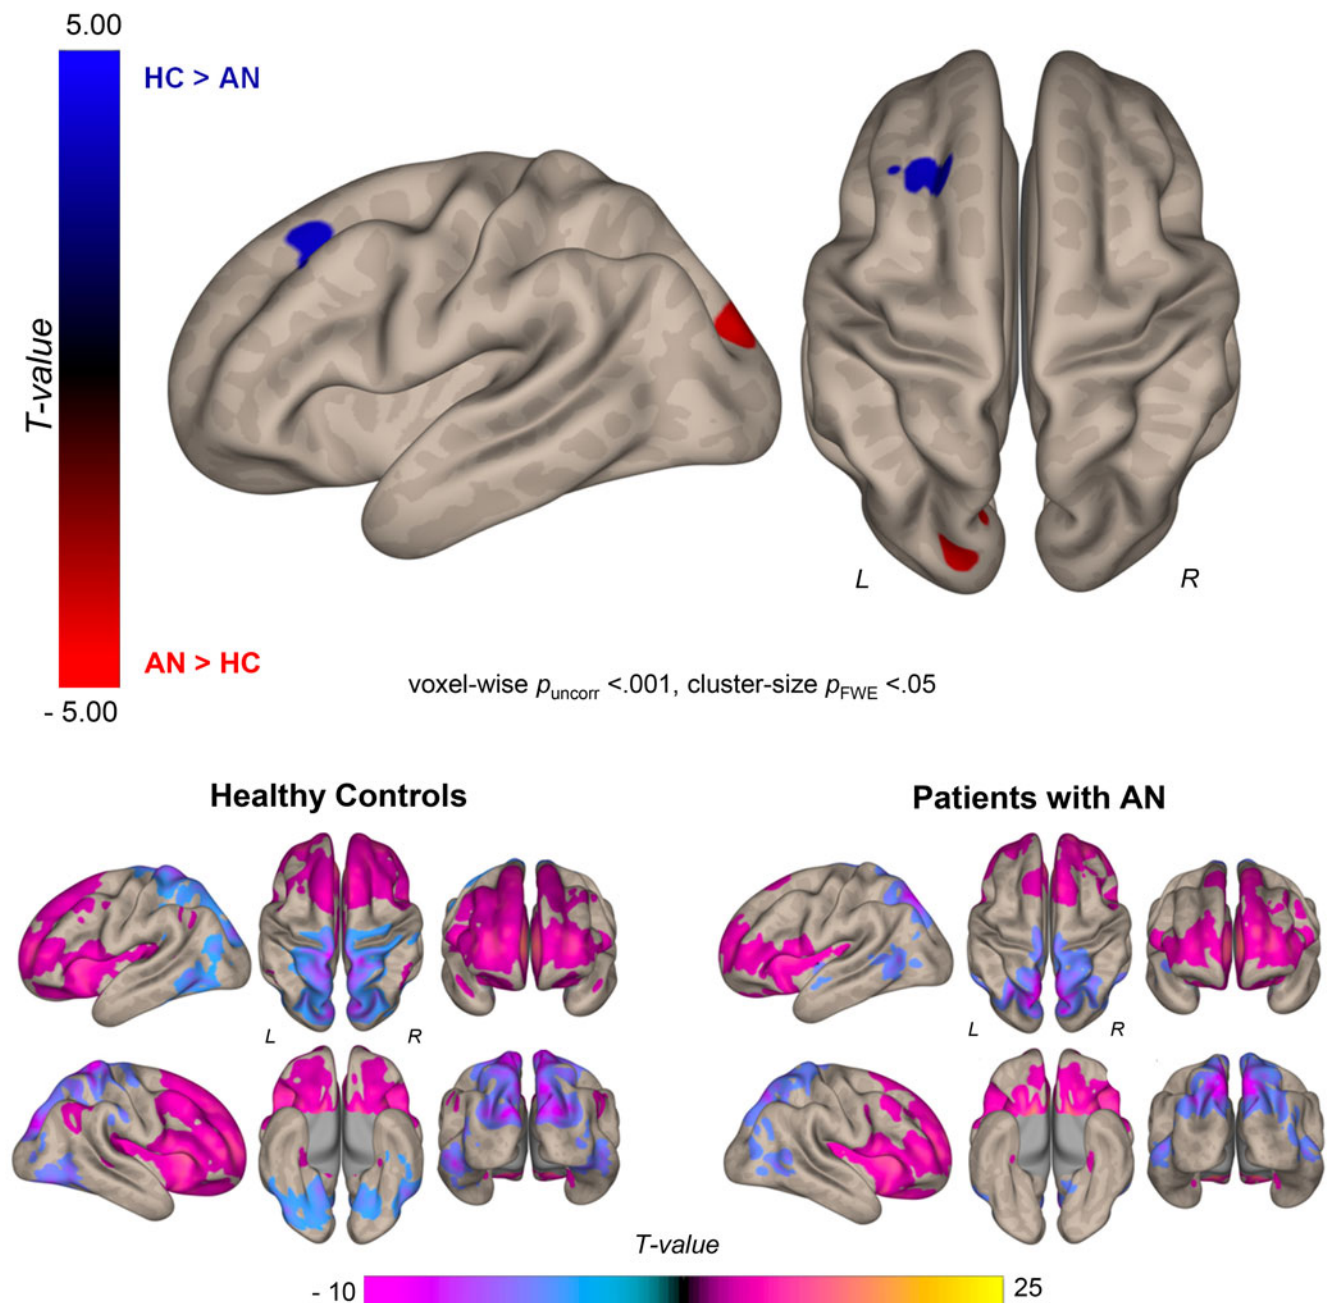 5.00
HC > AN
T-value
AN > HC
- 5.00
L
R
voxel-wise puncorr <.001, cluster-size pFWE <.05
Healthy Controls
Patients with AN
L
R
L
R
T-value
- 10
25